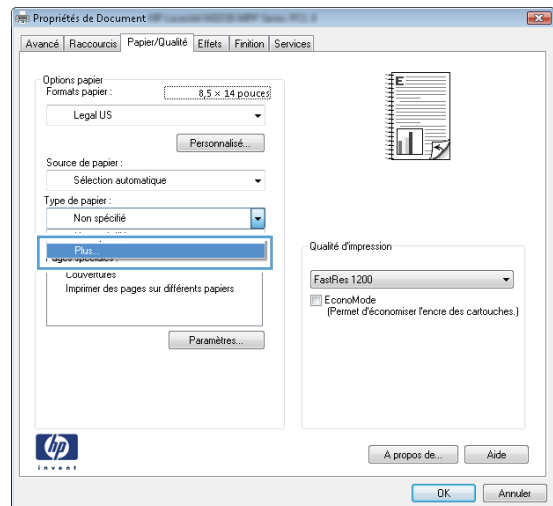 Propriétés de Document
Avancé Raccourcis Papier/Qualité Effets Finition Services
Options papier
Formats papier :
8,5 × 14 pouces
Legal US
Personnalisé...
Source de papier :
Sélection automatique
Type de papier :
Non spécifié
Plus...
Couvertures
Imprimer des pages sur différents papiers
Paramètres...
E
Qualité d'impression
FastRes 1200
EconoMode
(Permet d'économiser l'encre des cartouches.)
hp
invent
A propos de... Aide
OK Annuler